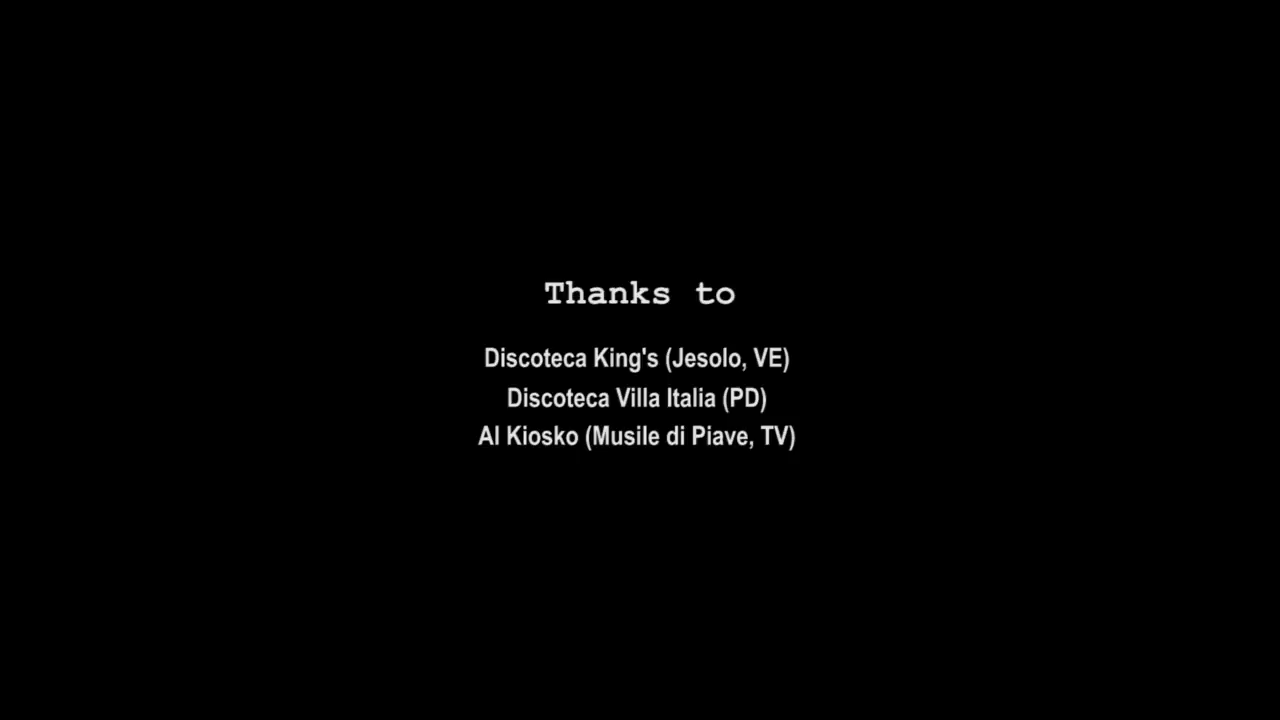 Thanks to
Discoteca King's (Jesolo, VE)
Discoteca Villa Italia (PD)
Al Kiosko (Musile di Piave, TV)